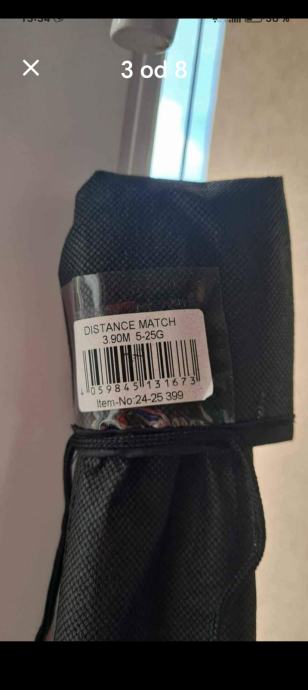 3 od 8
DISTANCE MATCH
3.90M 5-25G
4 059845 131673
Item-No:24-25 399